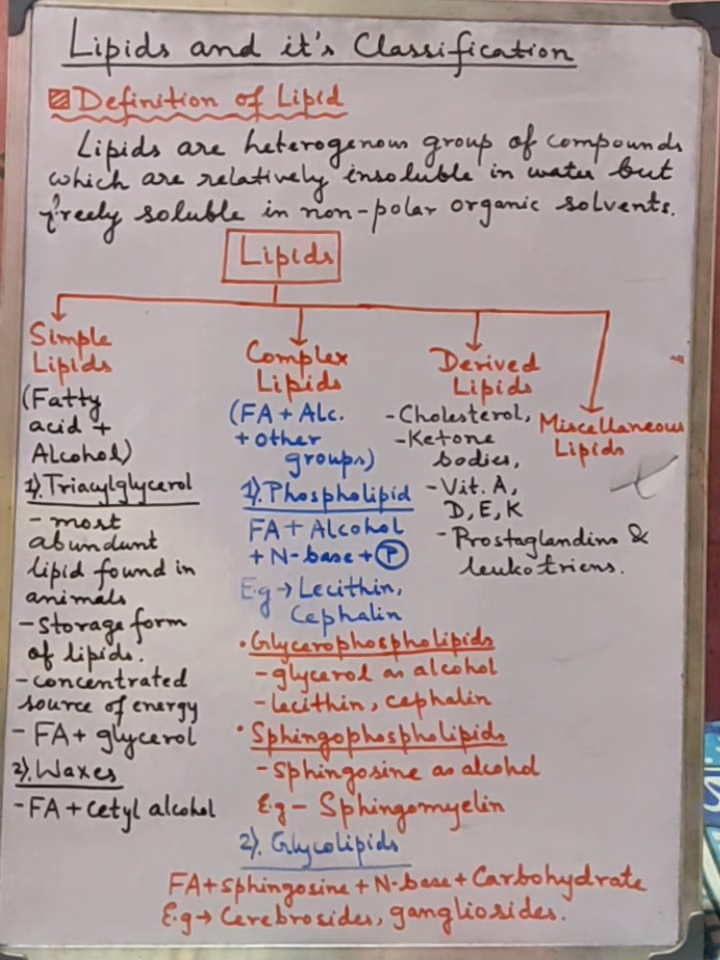 Lipids and it's Classification
Definition of Lipid
Lipids are heterogenous group of compounds
which are relatively insoluble in water but
freely soluble in non-polar organic solvents.
Lipids
Simple
Lipids
(Fatty
acid +
Alcohol)
1). Triacylglycerol
- most
abundunt
lipid found in
animals
- storage form
of lipids.
- concentrated
source of energy
- FA + glycerol
2). Waxes
- FA + cetyl alcohol
Complex
Lipids
(FA + Alc.
+ other
groups)
1). Phospholipid
FA + Alcohol
+ N-base + P
E.g → Lecithin,
Cephalin
• Glycerophospholipids
- glycerol as alcohol
- lecithin, cephalin
• Sphingophospholipids
- Sphingosine as alcohol
E.g - Sphingomyelin
2). Glycolipids
FA + sphingosine + N-base + Carbohydrate
E.g → Cerebrosides, gangliosides.
Derived
Lipids
- Cholesterol,
- Ketone
bodies,
- Vit. A,
D, E, K
- Prostaglandins &
leukotriens.
Miscellaneous
Lipids